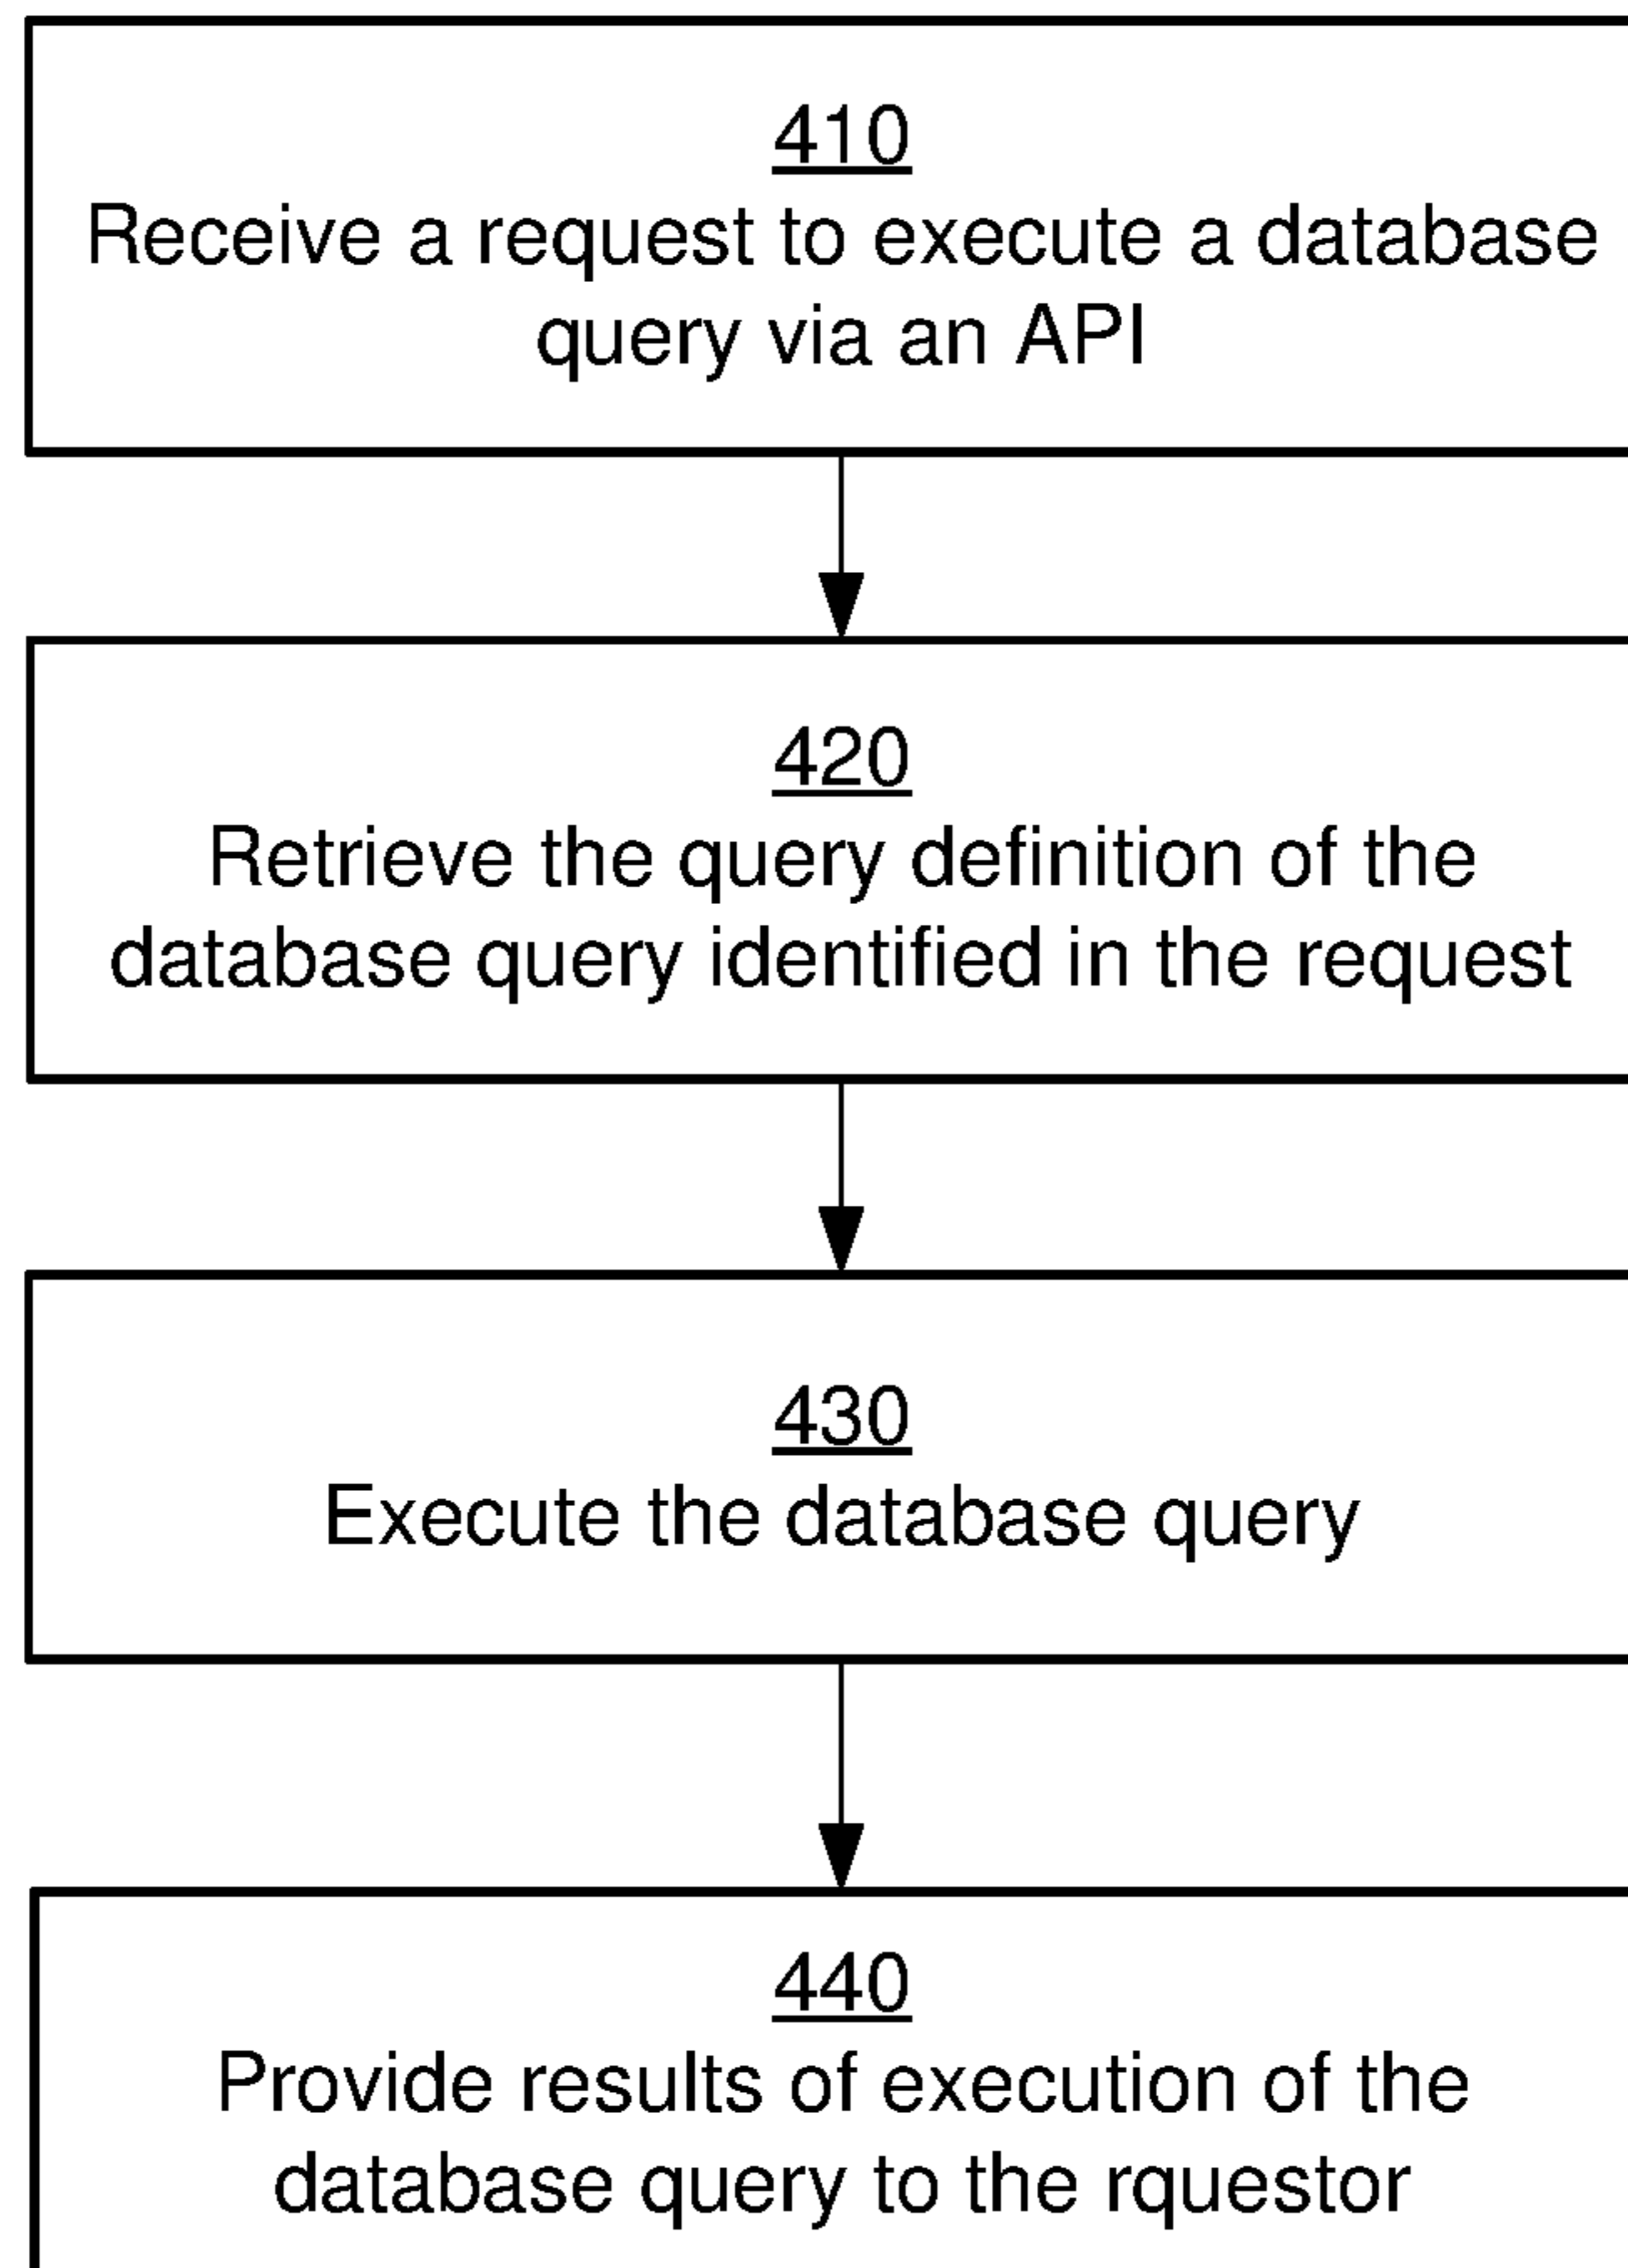 410
Receive a request to execute a database
query via an API
420
Retrieve the query definition of the
database query identified in the request
430
Execute the database query
440
Provide results of execution of the
database query to the rquestor